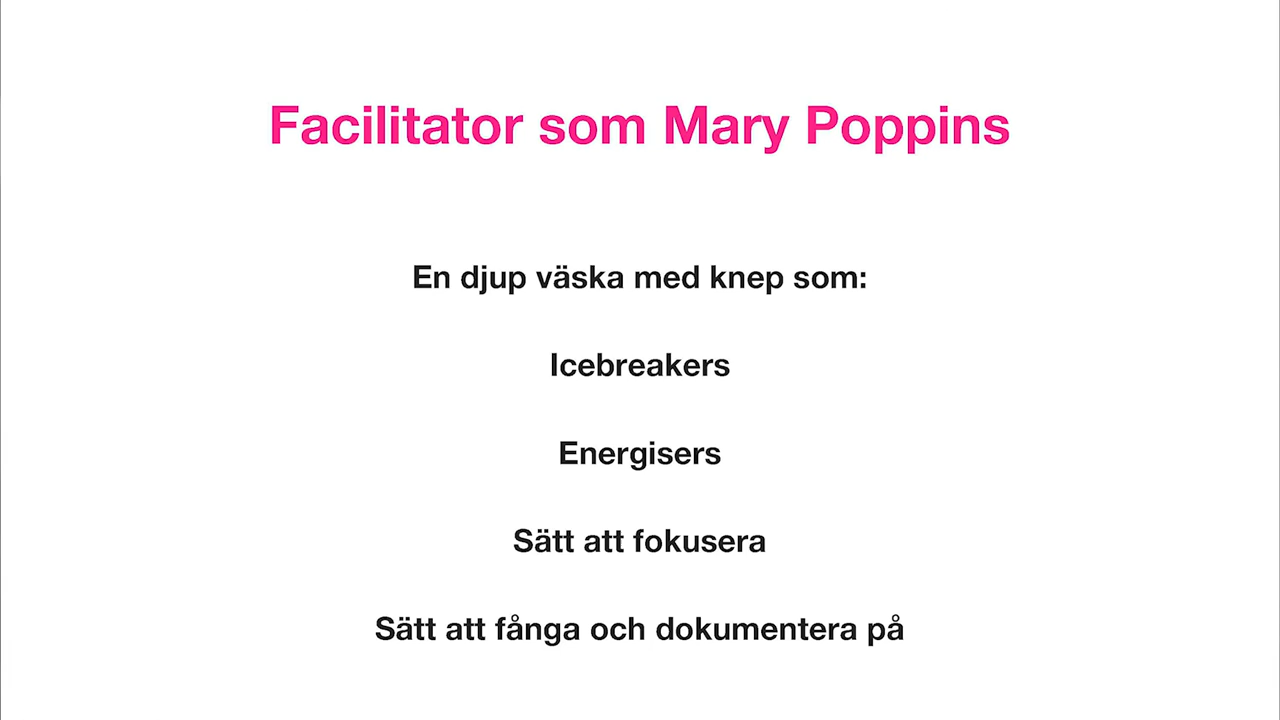 Facilitator som Mary Poppins
En djup väska med knep som:
Icebreakers
Energisers
Sätt att fokusera
Sätt att fånga och dokumentera på